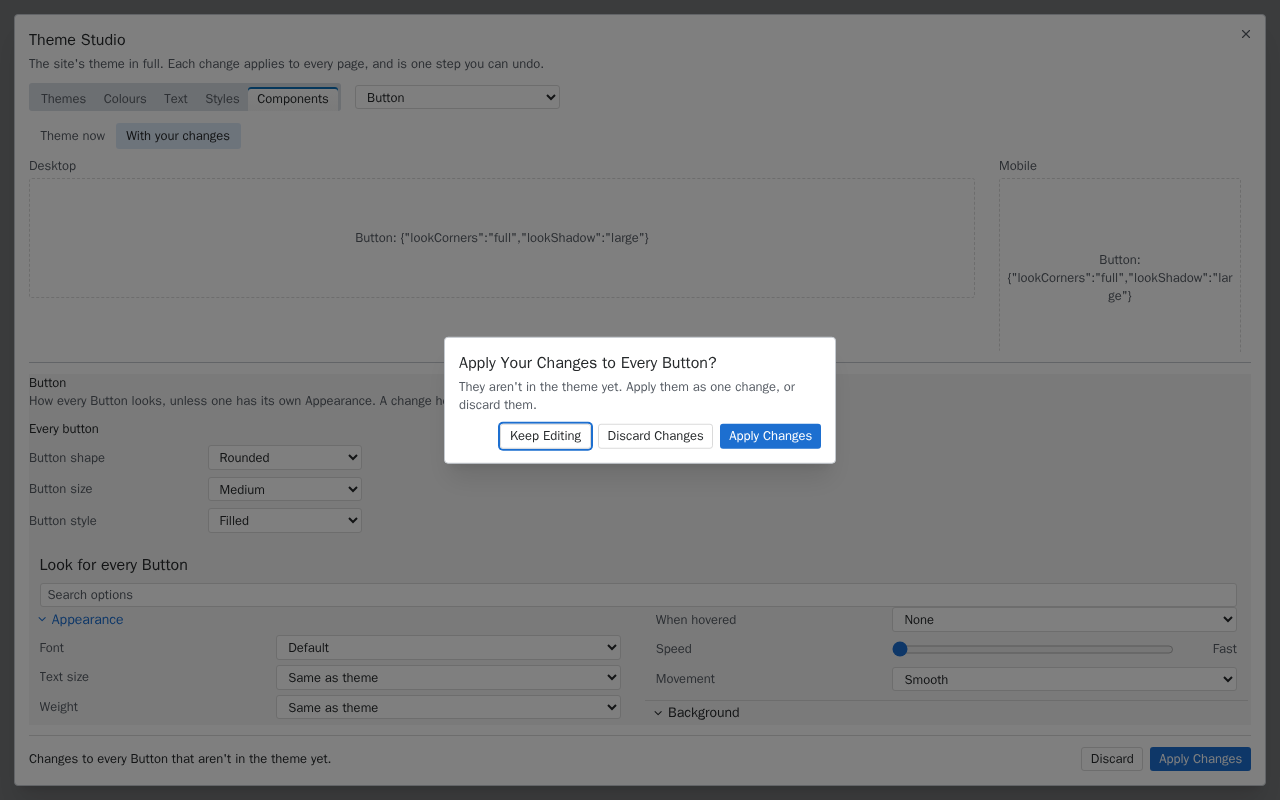 Theme Studio
×
The site's theme in full. Each change applies to every page, and is one step you can undo.
Themes Colours Text Styles Components Button
Theme now With your changes
Desktop Mobile
Button: {"lookCorners":"full","lookShadow":"large"}
Button:
{"lookCorners":"full","lookShadow":"lar
ge"}
Apply Your Changes to Every Button?
They aren't in the theme yet. Apply them as one change, or
discard them.
Keep Editing Discard Changes Apply Changes
Button
How every Button looks, unless one has its own Appearance. A change
Every button
Button shape Rounded
Button size Medium
Button style Filled
Look for every Button
Search options
Appearance
Font Default
Text size Same as theme
Weight Same as theme
When hovered None
Speed Fast
Movement Smooth
Background
Changes to every Button that aren't in the theme yet.
Discard Apply Changes